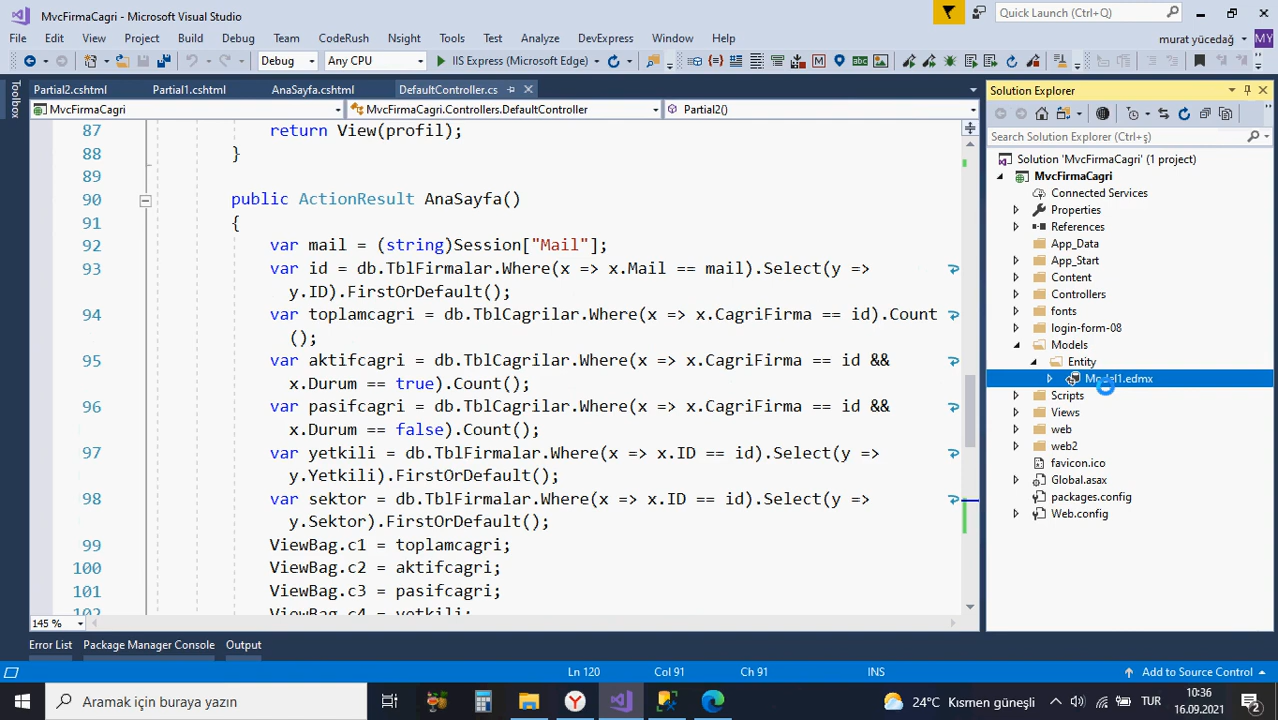 MvcFirmaCagri - Microsoft Visual Studio
Quick Launch (Ctrl+Q)
File Edit View Project Build Debug Team CodeRush Nsight Tools Test Analyze DevExpress Window Help
murat yücedağ MY
Debug Any CPU IIS Express (Microsoft Edge)
Toolbox
Partial2.cshtml Partial1.cshtml AnaSayfa.cshtml DefaultController.cs
MvcFirmaCagri MvcFirmaCagri.Controllers.DefaultController Partial2()
87 return View(profil);
88 }
89
90 public ActionResult AnaSayfa()
91 {
92 var mail = (string)Session["Mail"];
93 var id = db.TblFirmalar.Where(x => x.Mail == mail).Select(y =>
y.ID).FirstOrDefault();
94 var toplamcagri = db.TblCagrilar.Where(x => x.CagriFirma == id).Count
();
95 var aktifcagri = db.TblCagrilar.Where(x => x.CagriFirma == id &&
x.Durum == true).Count();
96 var pasifcagri = db.TblCagrilar.Where(x => x.CagriFirma == id &&
x.Durum == false).Count();
97 var yetkili = db.TblFirmalar.Where(x => x.ID == id).Select(y =>
y.Yetkili).FirstOrDefault();
98 var sektor = db.TblFirmalar.Where(x => x.ID == id).Select(y =>
y.Sektor).FirstOrDefault();
99 ViewBag.c1 = toplamcagri;
100 ViewBag.c2 = aktifcagri;
101 ViewBag.c3 = pasifcagri;
102 ViewBag.c4 = yetkili;
145 %
Solution Explorer
Search Solution Explorer (Ctrl+ş)
Solution 'MvcFirmaCagri' (1 project)
MvcFirmaCagri
Connected Services
Properties
References
App_Data
App_Start
Content
Controllers
fonts
login-form-08
Models
Entity
Model1.edmx
Scripts
Views
web
web2
favicon.ico
Global.asax
packages.config
Web.config
Error List Package Manager Console Output
Ln 120 Col 91 Ch 91 INS Add to Source Control
Aramak için buraya yazın
24°C Kısmen güneşli TUR 10:36
16.09.2021 2